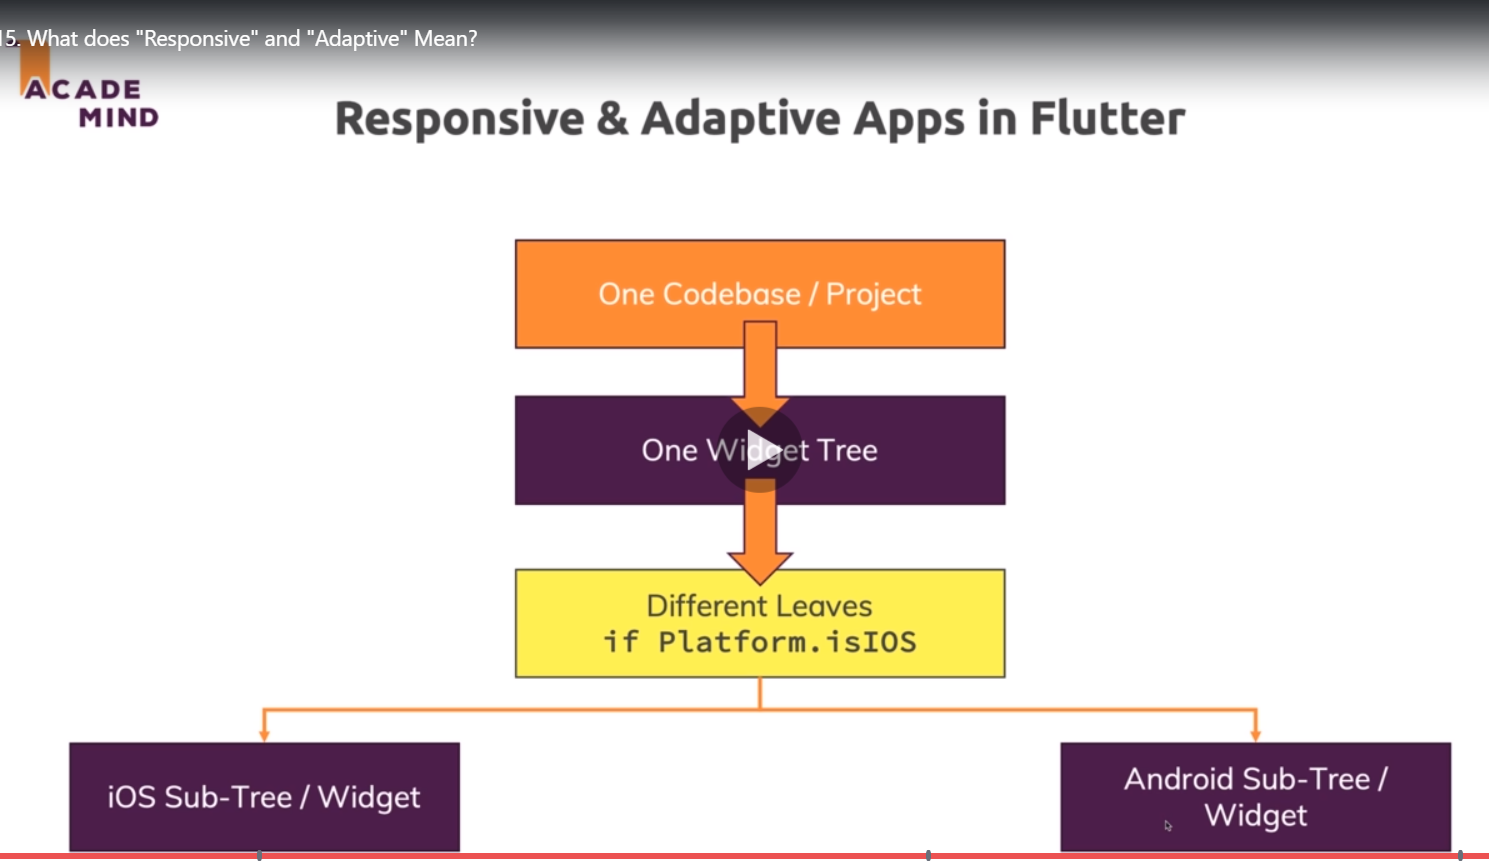 15. What does "Responsive" and "Adaptive" Mean?
ACADE
MIND
Responsive & Adaptive Apps in Flutter
One Codebase / Project
One Widget Tree
Different Leaves
if Platform.isIOS
iOS Sub-Tree / Widget
Android Sub-Tree /
Widget